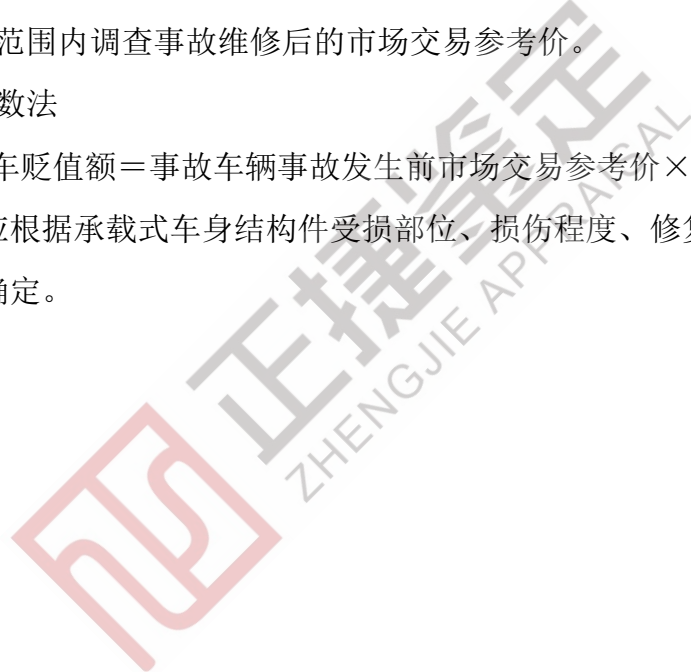 范围内调查事故维修后的市场交易参考价。
数法
车贬值额＝事故车辆事故发生前市场交易参考价×
应根据承载式车身结构件受损部位、损伤程度、修复
确定。
正捷鉴定
ZHENGJIE APPRAISAL